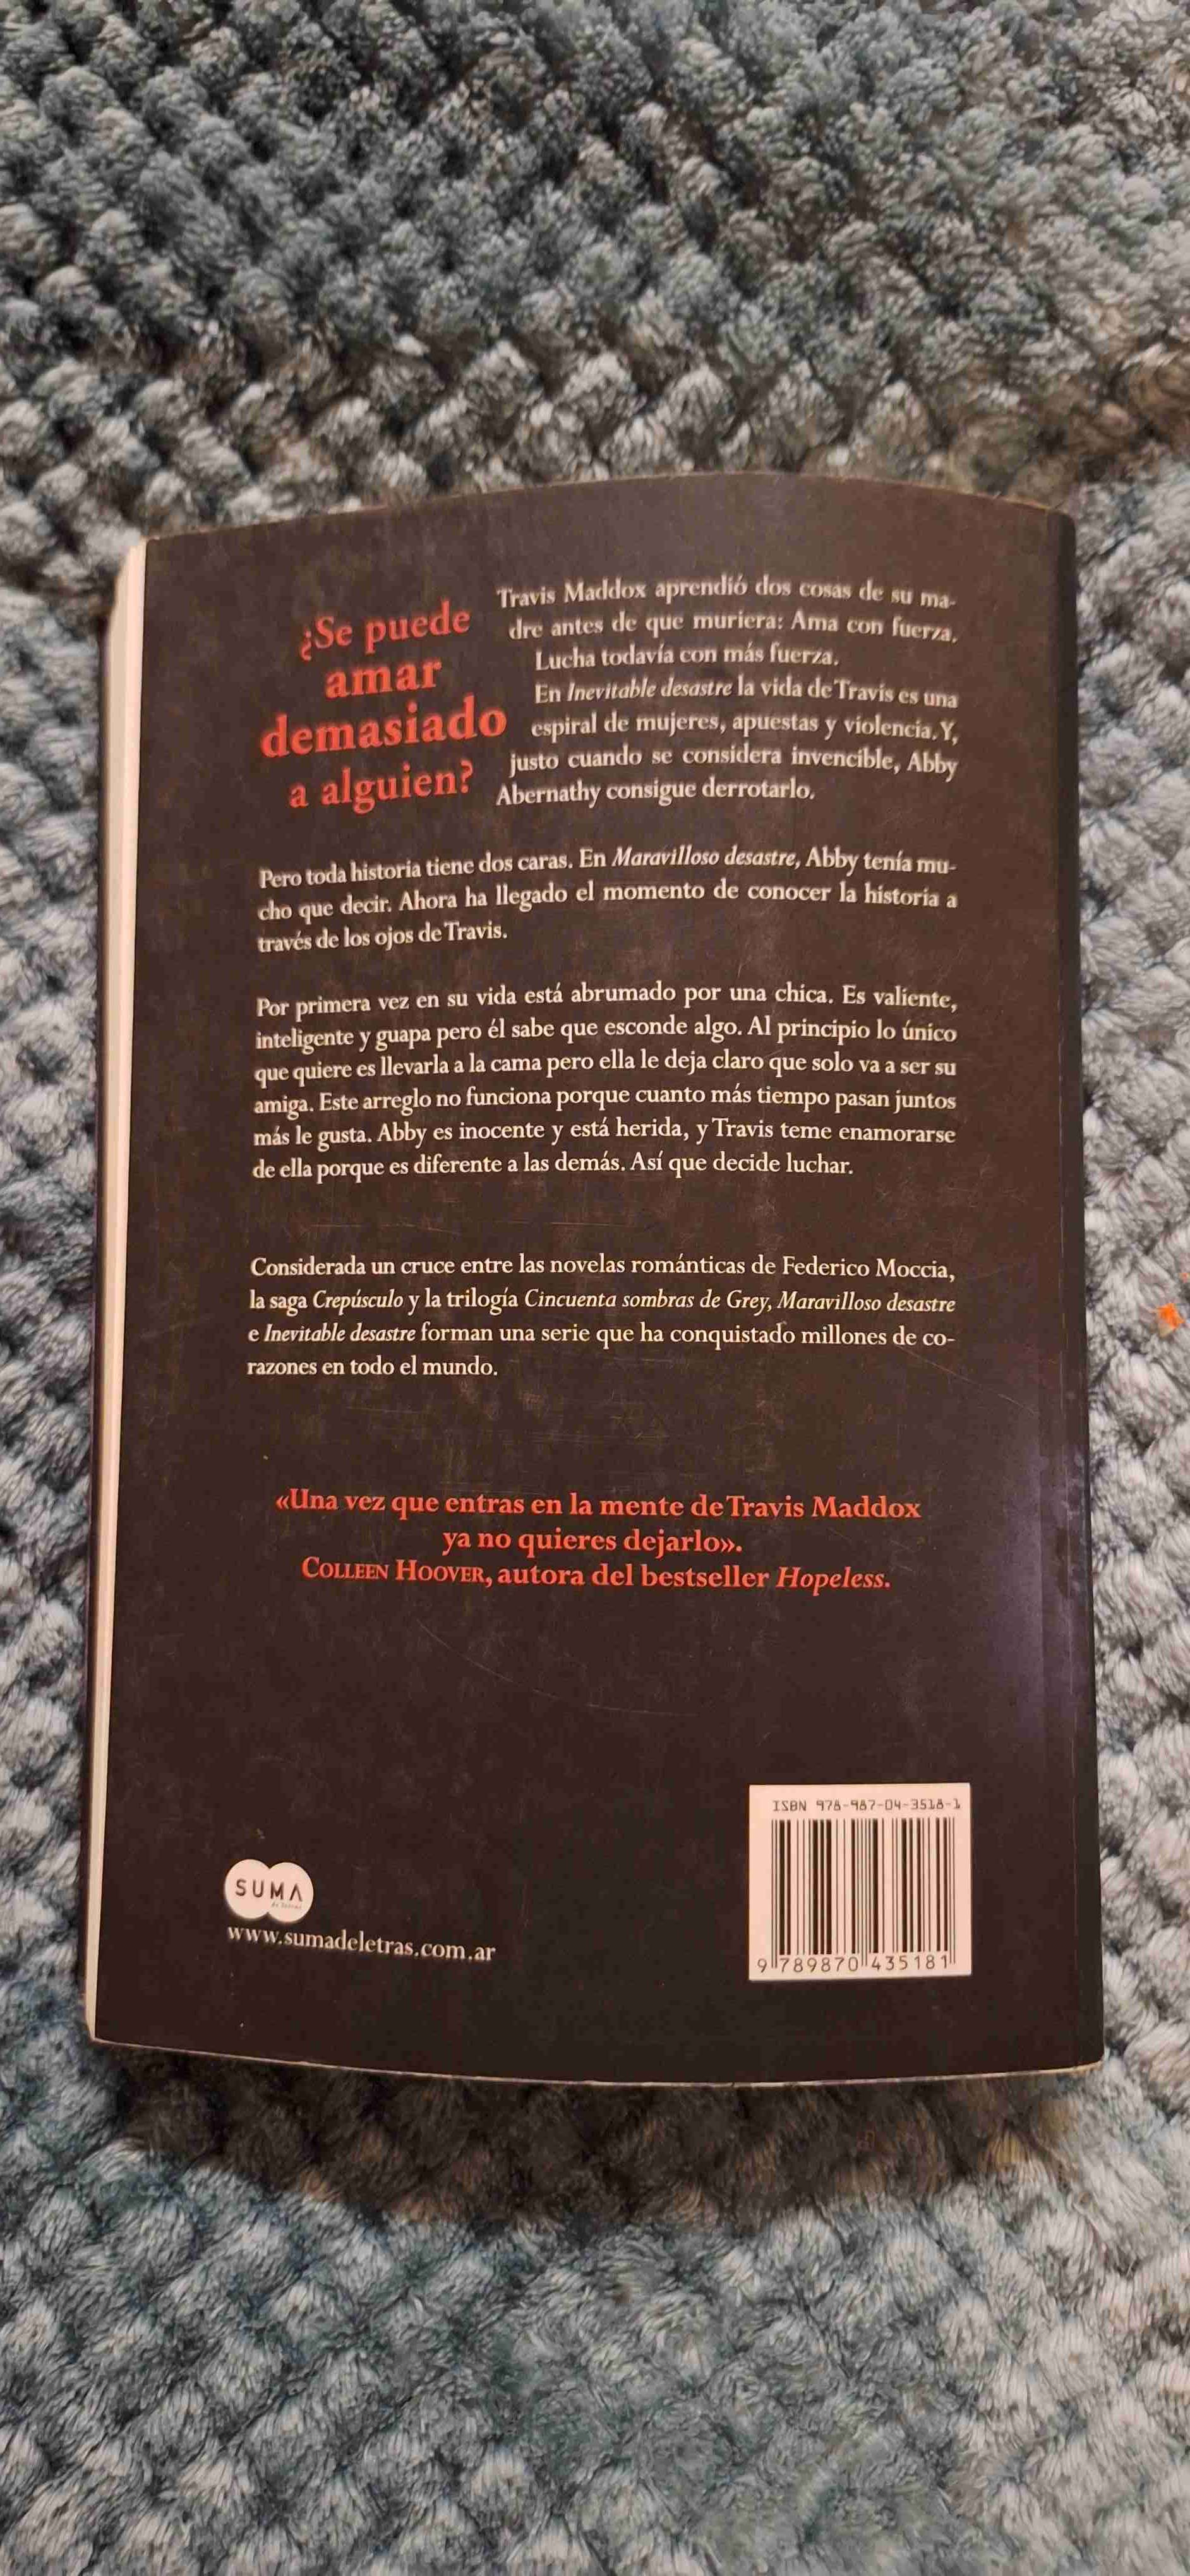 ¿Se puede
amar
demasiado
a alguien?
Travis Maddox aprendió dos cosas de su ma-
dre antes de que muriera: Ama con fuerza.
Lucha todavía con más fuerza.
En Inevitable desastre la vida de Travis es una
espiral de mujeres, apuestas y violencia. Y,
justo cuando se considera invencible, Abby
Abernathy consigue derrotarlo.
Pero toda historia tiene dos caras. En Maravilloso desastre, Abby tenía mu-
cho que decir. Ahora ha llegado el momento de conocer la historia a
través de los ojos de Travis.
Por primera vez en su vida está abrumado por una chica. Es valiente,
inteligente y guapa pero él sabe que esconde algo. Al principio lo único
que quiere es llevarla a la cama pero ella le deja claro que solo va a ser su
amiga. Este arreglo no funciona porque cuanto más tiempo pasan juntos
más le gusta. Abby es inocente y está herida, y Travis teme enamorarse
de ella porque es diferente a las demás. Así que decide luchar.
Considerada un cruce entre las novelas románticas de Federico Moccia,
la saga Crepúsculo y la trilogía Cincuenta sombras de Grey, Maravilloso desastre
e Inevitable desastre forman una serie que ha conquistado millones de co-
razones en todo el mundo.
«Una vez que entras en la mente de Travis Maddox
ya no quieres dejarlo».
COLLEEN HOOVER, autora del bestseller Hopeless.
SUMA
de letras
www.sumadeletras.com.ar
ISBN 978-987-04-3518-1
9 789870 435181